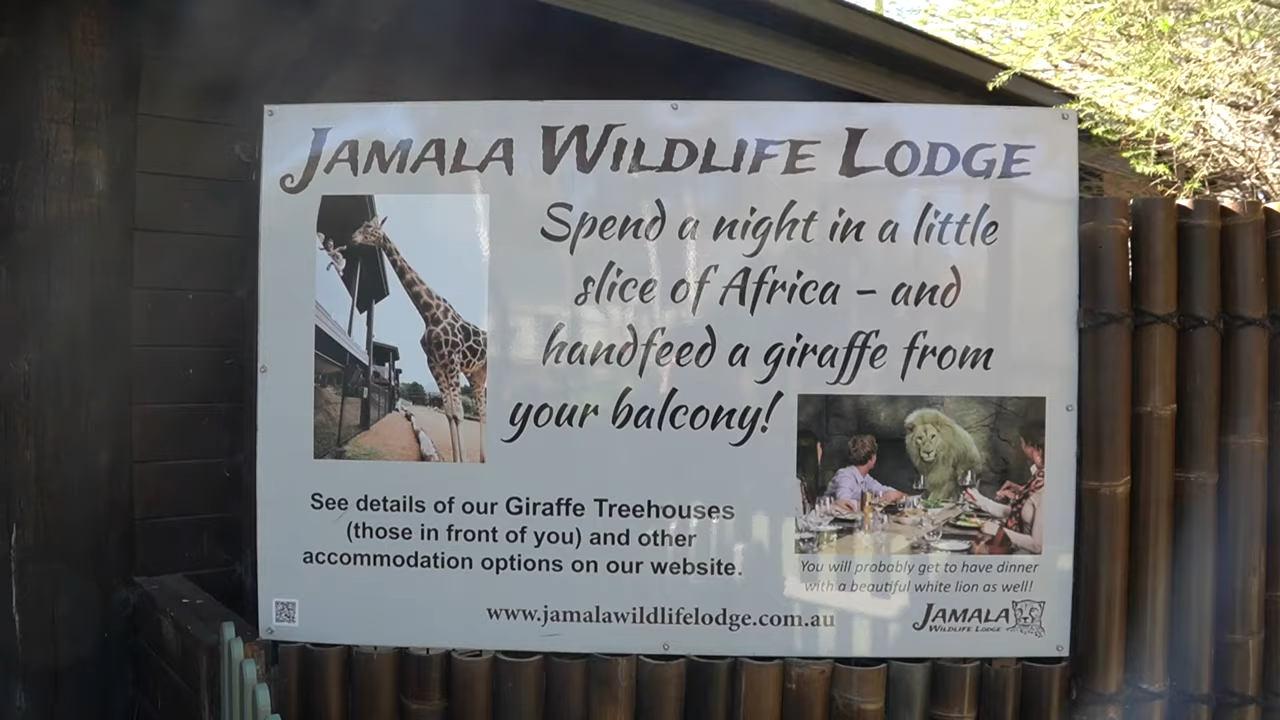 JAMALA WILDLIFE LODGE
Spend a night in a little
slice of Africa – and
handfeed a giraffe from
your balcony!
See details of our Giraffe Treehouses
(those in front of you) and other
accommodation options on our website.
You will probably get to have dinner
with a beautiful white lion as well!
www.jamalawildlifelodge.com.au
JAMALA
WILDLIFE LODGE